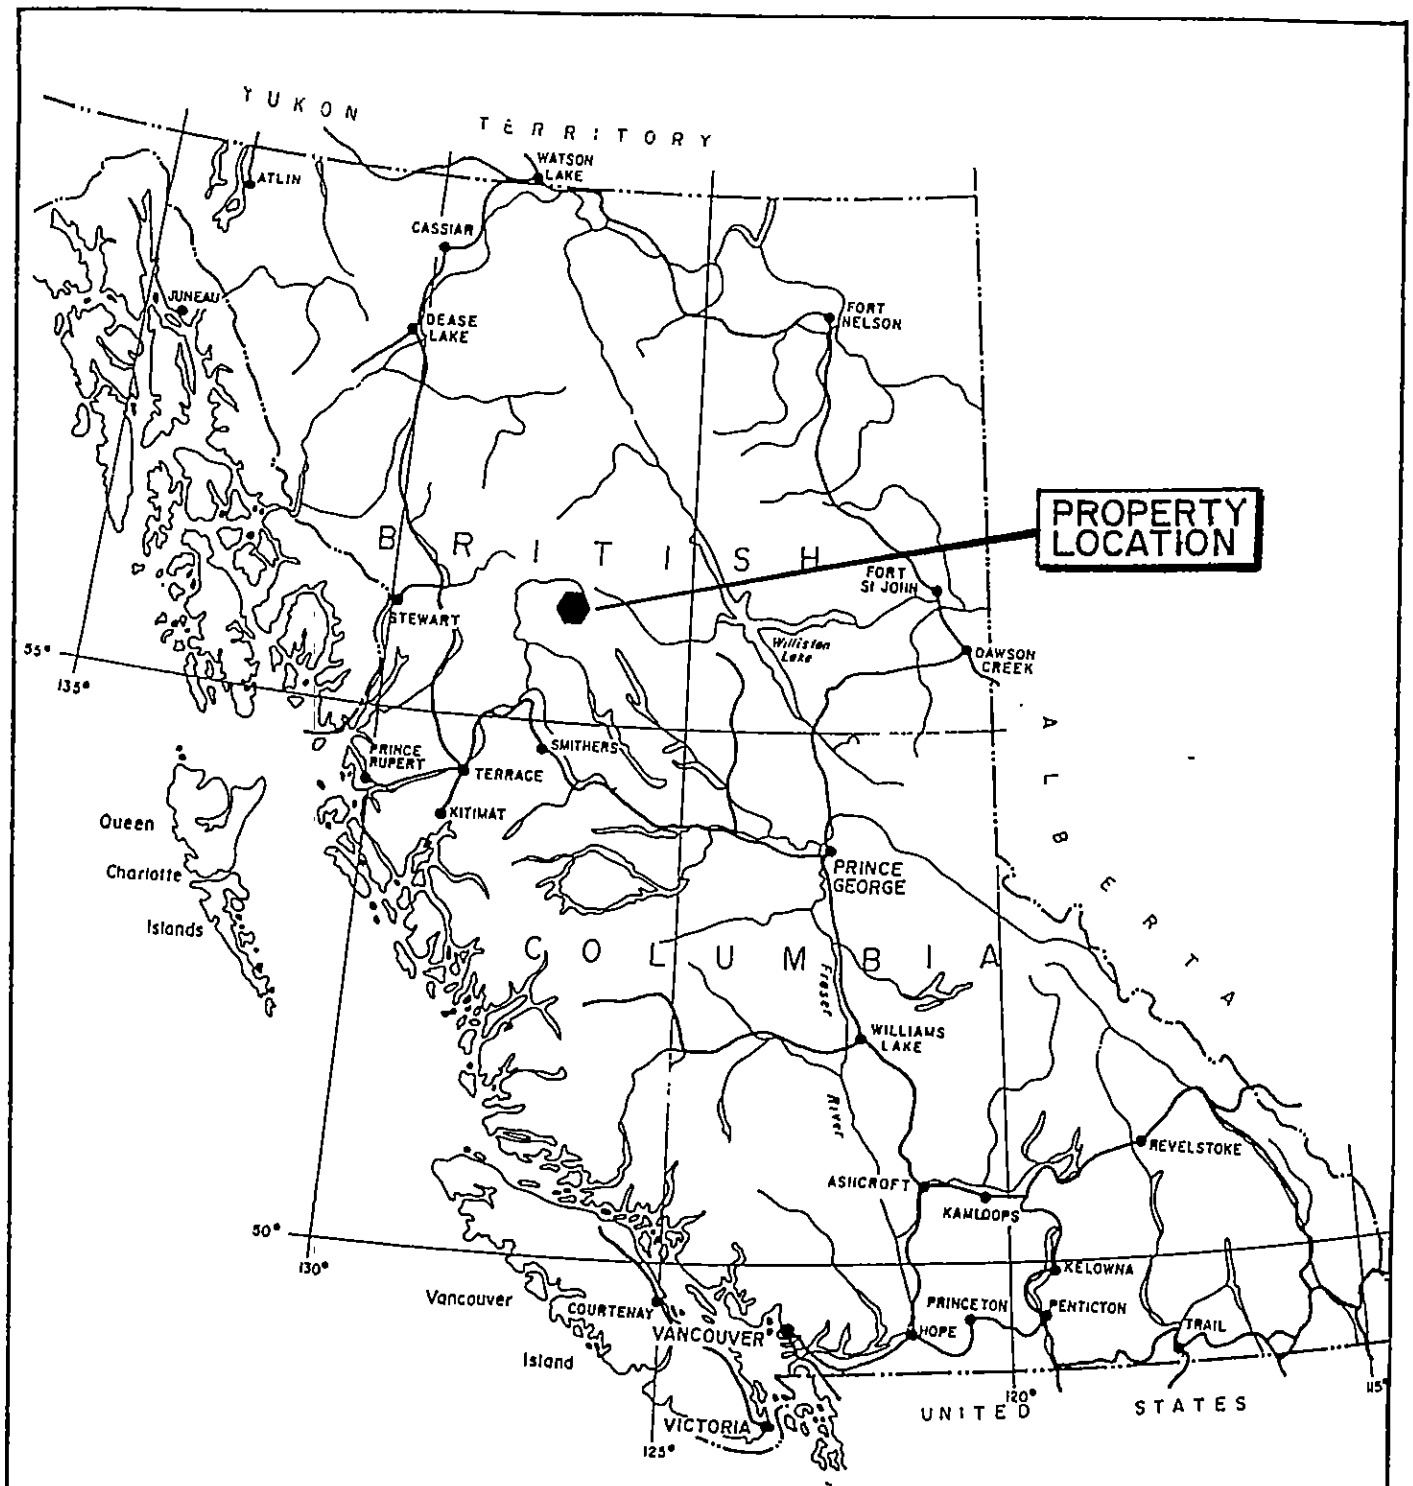 YUKON TERRITORY
WATSON
LAKE
ATLIN
CASSIAR
JUNEAU
DEASE
LAKE
FORT
NELSON
PROPERTY
LOCATION
BRITISH
FORT
St JOHN
STEWART
Williston
Lake
DAWSON
CREEK
55°
135°
ALBERTA
PRINCE
RUPERT
SMITHERS
TERRACE
KITIMAT
Queen
Charlotte
Islands
PRINCE
GEORGE
COLUMBIA
Fraser
River
WILLIAMS
LAKE
REVELSTOKE
ASHCROFT
KAMLOOPS
50°
130°
KELOWNA
Vancouver
Island
COURTENAY
PRINCETON
PENTICTON
VANCOUVER
HOPE
TRAIL
120°
115°
UNITED STATES
VICTORIA
125°